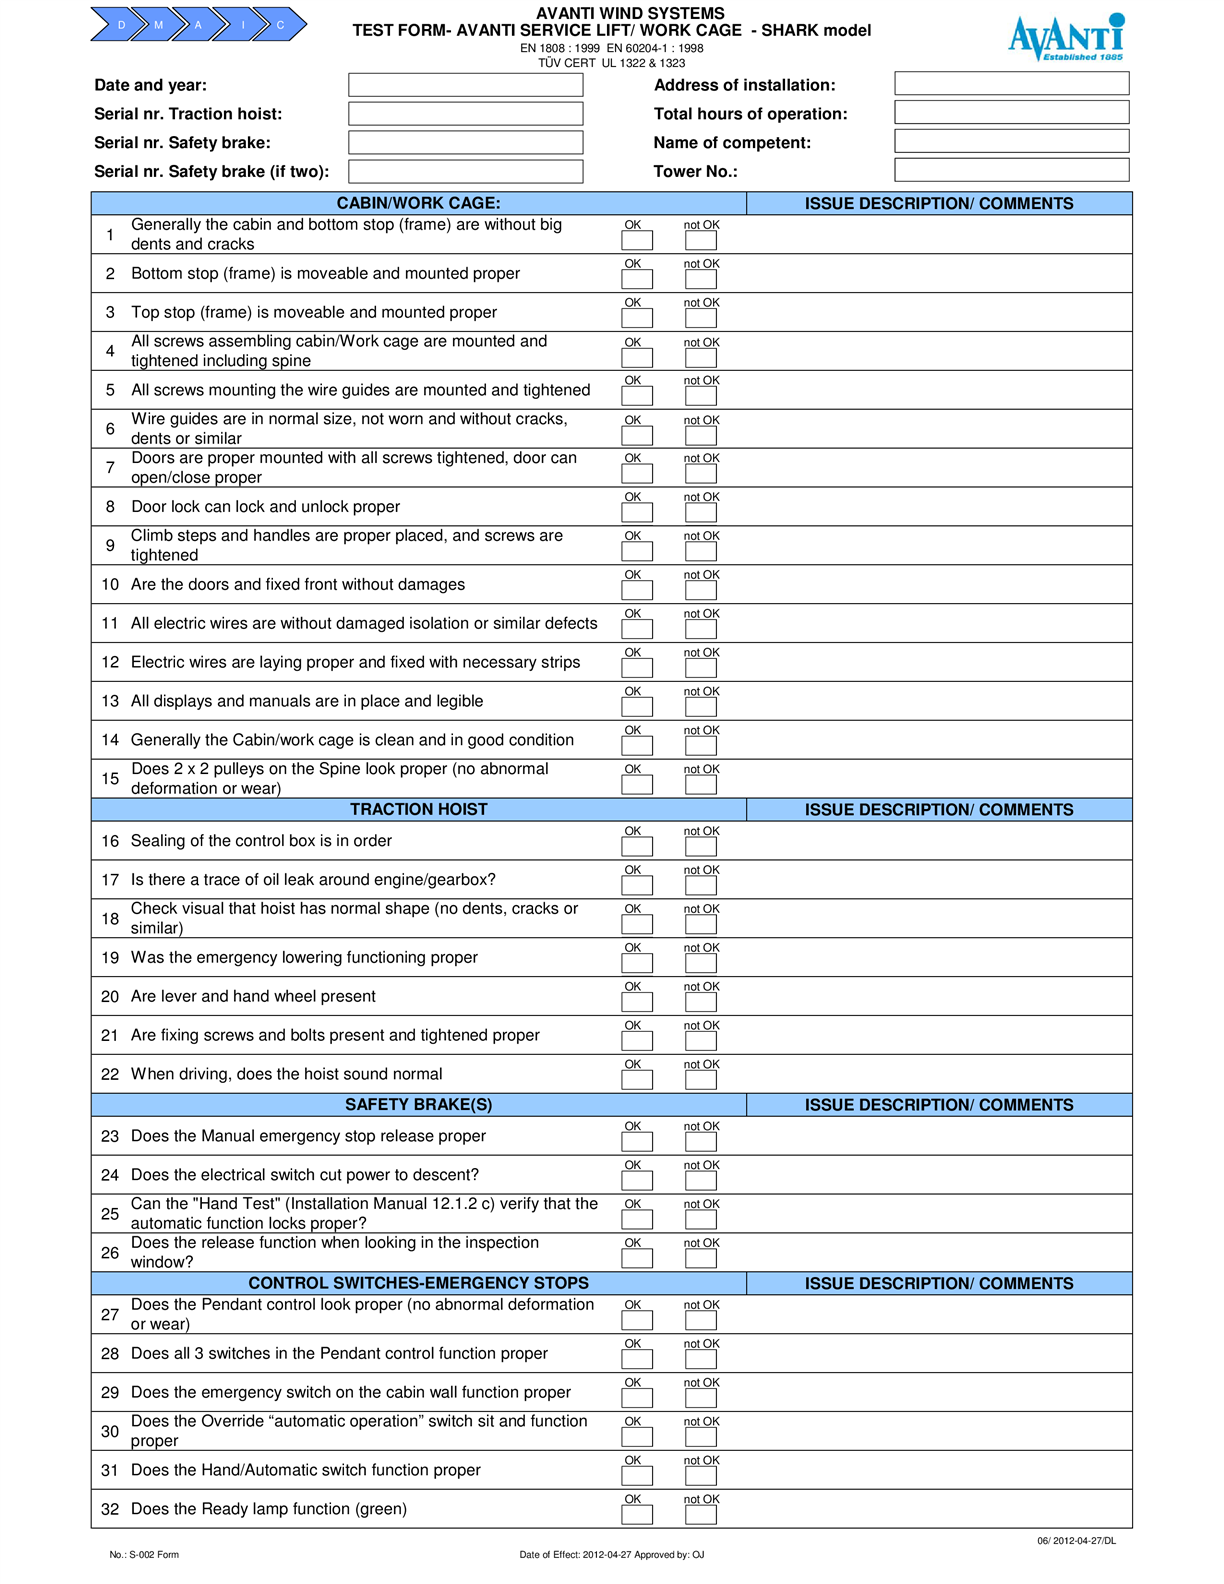 D M A I C
AVANTI WIND SYSTEMS
TEST FORM- AVANTI SERVICE LIFT/ WORK CAGE - SHARK model
EN 1808 : 1999 EN 60204-1 : 1998
TÜV CERT UL 1322 & 1323
AVANTI
Established 1885
Date and year:
Address of installation:
Serial nr. Traction hoist:
Total hours of operation:
Serial nr. Safety brake:
Name of competent:
Serial nr. Safety brake (if two):
Tower No.:
CABIN/WORK CAGE: ISSUE DESCRIPTION/ COMMENTS
1 Generally the cabin and bottom stop (frame) are without big OK not OK
dents and cracks
2 Bottom stop (frame) is moveable and mounted proper OK not OK
3 Top stop (frame) is moveable and mounted proper OK not OK
4 All screws assembling cabin/Work cage are mounted and OK not OK
tightened including spine
5 All screws mounting the wire guides are mounted and tightened OK not OK
6 Wire guides are in normal size, not worn and without cracks, OK not OK
dents or similar
7 Doors are proper mounted with all screws tightened, door can OK not OK
open/close proper
8 Door lock can lock and unlock proper OK not OK
9 Climb steps and handles are proper placed, and screws are OK not OK
tightened
10 Are the doors and fixed front without damages OK not OK
11 All electric wires are without damaged isolation or similar defects OK not OK
12 Electric wires are laying proper and fixed with necessary strips OK not OK
13 All displays and manuals are in place and legible OK not OK
14 Generally the Cabin/work cage is clean and in good condition OK not OK
15 Does 2 x 2 pulleys on the Spine look proper (no abnormal OK not OK
deformation or wear)
TRACTION HOIST ISSUE DESCRIPTION/ COMMENTS
16 Sealing of the control box is in order OK not OK
17 Is there a trace of oil leak around engine/gearbox? OK not OK
18 Check visual that hoist has normal shape (no dents, cracks or OK not OK
similar)
19 Was the emergency lowering functioning proper OK not OK
20 Are lever and hand wheel present OK not OK
21 Are fixing screws and bolts present and tightened proper OK not OK
22 When driving, does the hoist sound normal OK not OK
SAFETY BRAKE(S) ISSUE DESCRIPTION/ COMMENTS
23 Does the Manual emergency stop release proper OK not OK
24 Does the electrical switch cut power to descent? OK not OK
25 Can the "Hand Test" (Installation Manual 12.1.2 c) verify that the OK not OK
automatic function locks proper?
26 Does the release function when looking in the inspection OK not OK
window?
CONTROL SWITCHES-EMERGENCY STOPS ISSUE DESCRIPTION/ COMMENTS
27 Does the Pendant control look proper (no abnormal deformation OK not OK
or wear)
28 Does all 3 switches in the Pendant control function proper OK not OK
29 Does the emergency switch on the cabin wall function proper OK not OK
30 Does the Override “automatic operation” switch sit and function OK not OK
proper
31 Does the Hand/Automatic switch function proper OK not OK
32 Does the Ready lamp function (green) OK not OK
06/ 2012-04-27/DL
No.: S-002 Form
Date of Effect: 2012-04-27 Approved by: OJ